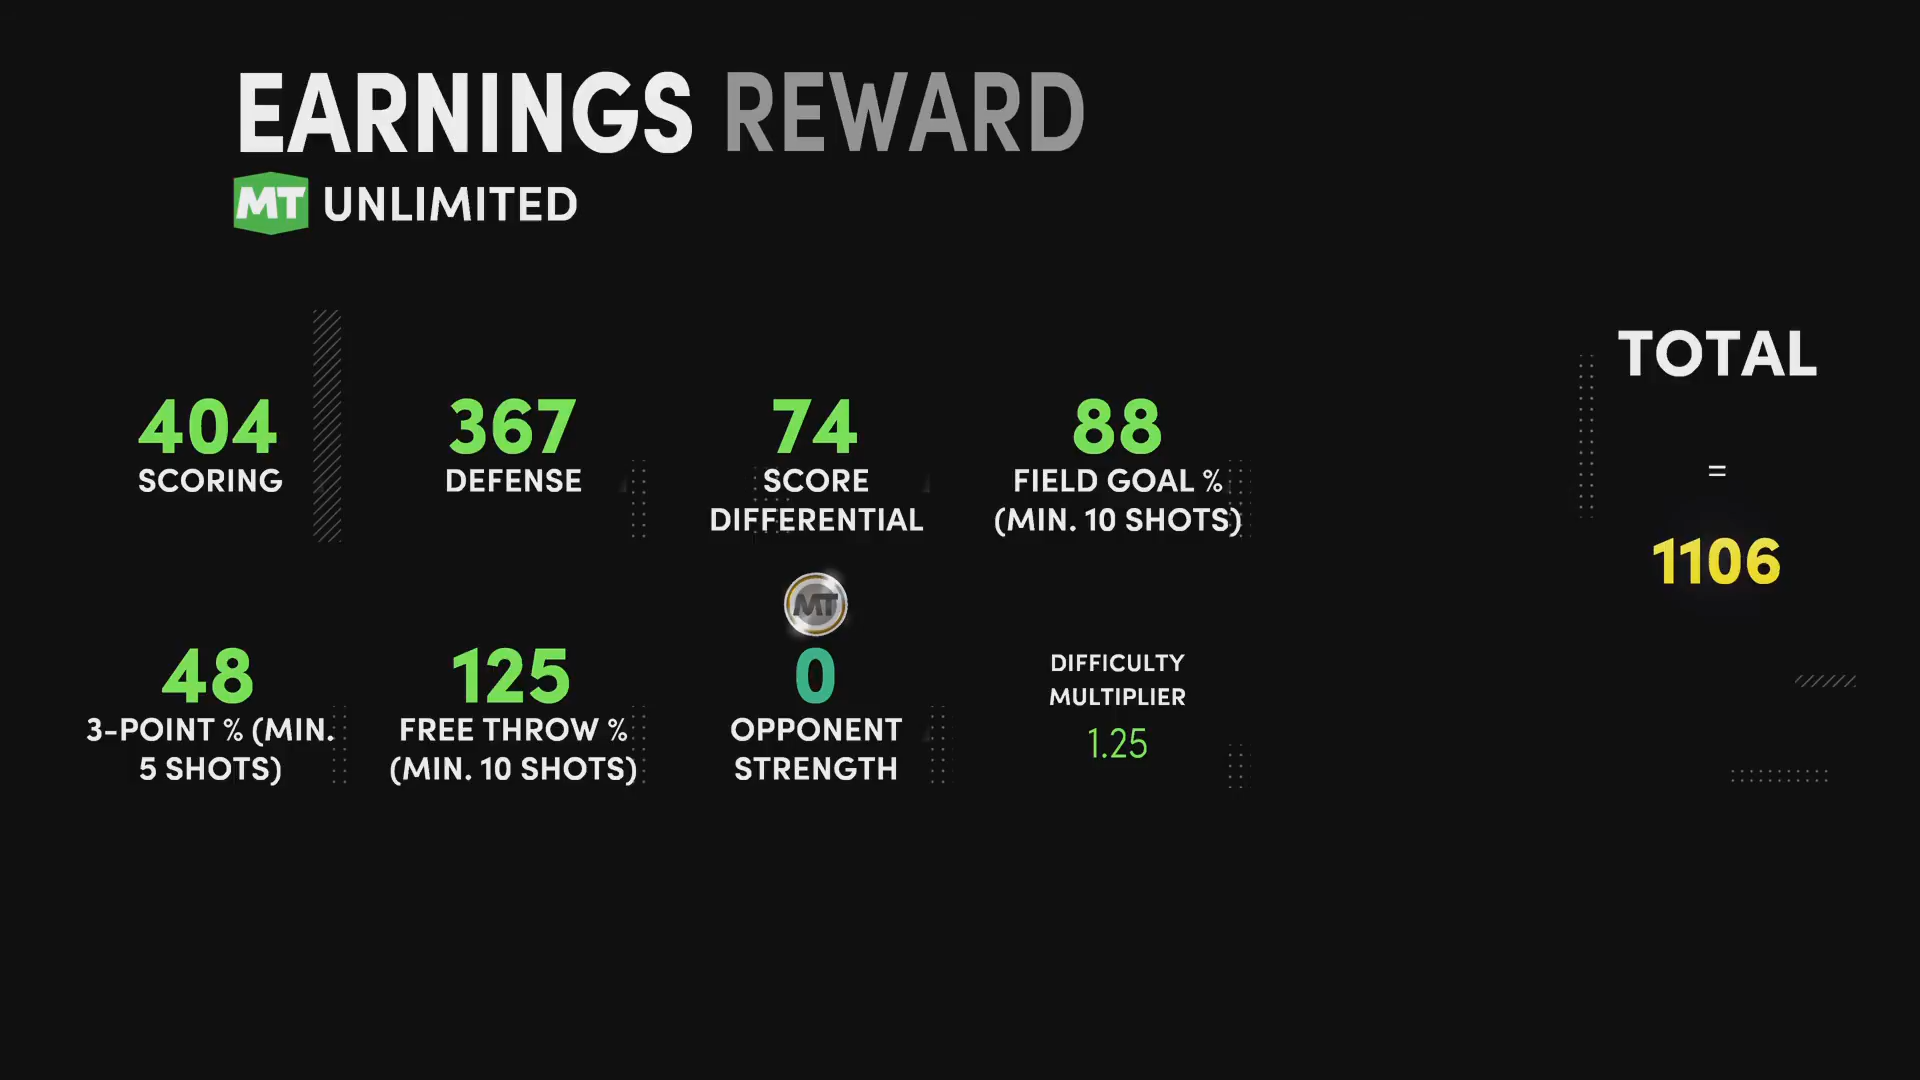 EARNINGS REWARD
MT UNLIMITED
TOTAL
=
1106
404
SCORING
367
DEFENSE
74
SCORE
DIFFERENTIAL
88
FIELD GOAL %
(MIN. 10 SHOTS)
48
3-POINT % (MIN.
5 SHOTS)
125
FREE THROW %
(MIN. 10 SHOTS)
MT
0
OPPONENT
STRENGTH
DIFFICULTY
MULTIPLIER
1.25